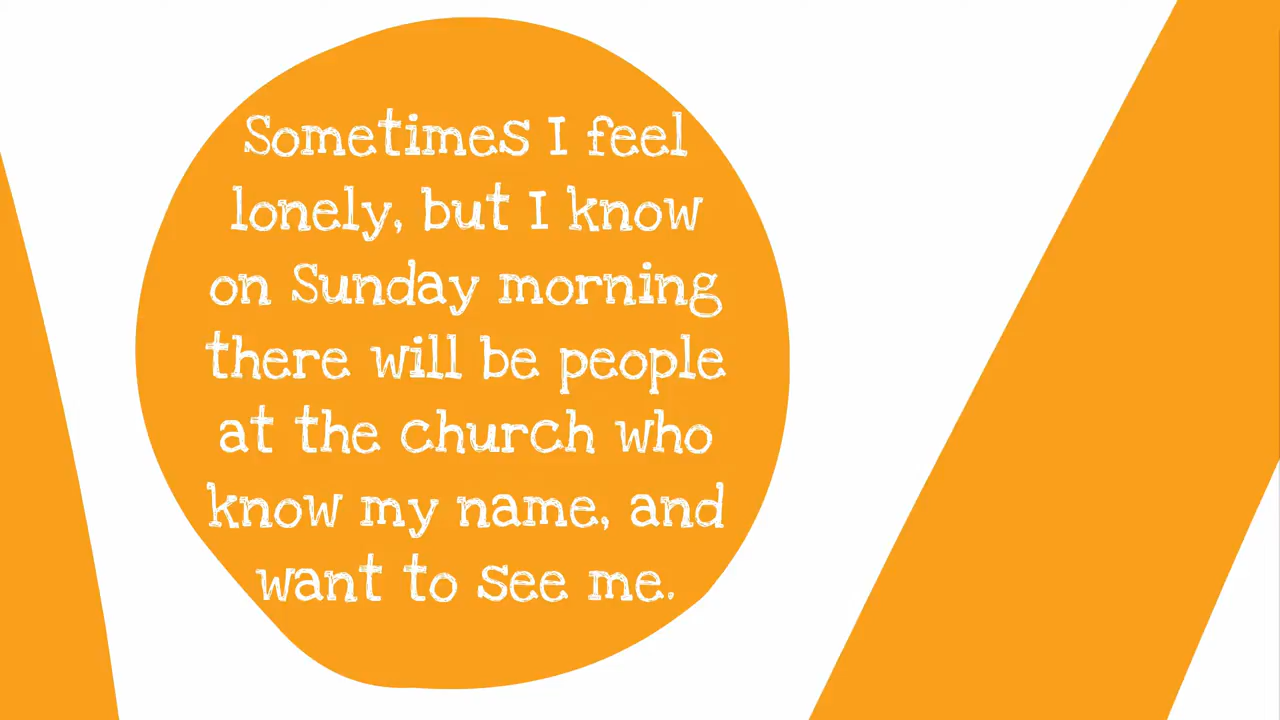 Sometimes I feel
lonely, but I know
on Sunday morning
there will be people
at the church who
know my name, and
want to see me.